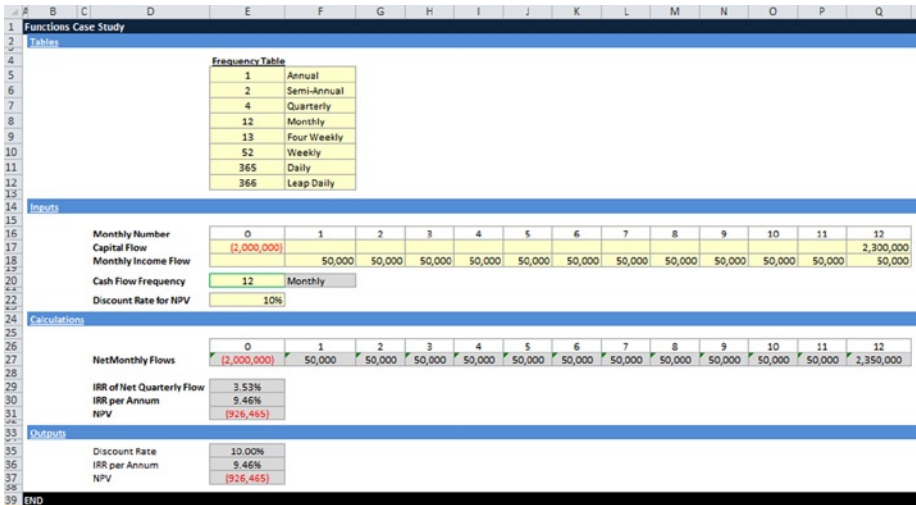 A B C D E F G H I J K L M N O P Q
1 Functions Case Study
2 Tables
4 Frequency Table
5 1 Annual
6 2 Semi-Annual
7 4 Quarterly
8 12 Monthly
9 13 Four Weekly
10 52 Weekly
11 365 Daily
12 366 Leap Daily
13
14 Inputs
15
16 Monthly Number 0 1 2 3 4 5 6 7 8 9 10 11 12
17 Capital Flow (2,000,000) 2,300,000
18 Monthly Income Flow 50,000 50,000 50,000 50,000 50,000 50,000 50,000 50,000 50,000 50,000 50,000 50,000
20 Cash Flow Frequency 12 Monthly
22 Discount Rate for NPV 10%
24 Calculations
25
26 0 1 2 3 4 5 6 7 8 9 10 11 12
27 NetMonthly Flows (2,000,000) 50,000 50,000 50,000 50,000 50,000 50,000 50,000 50,000 50,000 50,000 50,000 2,350,000
28
29 IRR of Net Quarterly Flow 3.53%
30 IRR per Annum 9.46%
31 NPV (926,465)
33 Outputs
35 Discount Rate 10.00%
36 IRR per Annum 9.46%
37 NPV (926,465)
39 END